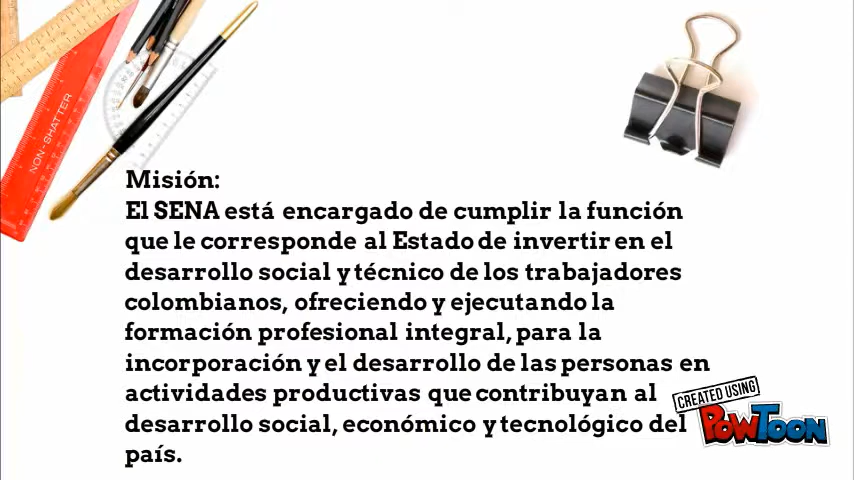 NON-SHATTER
Misión:
El SENA está encargado de cumplir la función
que le corresponde al Estado de invertir en el
desarrollo social y técnico de los trabajadores
colombianos, ofreciendo y ejecutando la
formación profesional integral, para la
incorporación y el desarrollo de las personas en
actividades productivas que contribuyan al
desarrollo social, económico y tecnológico del
país.
CREATED USING
POWTOON